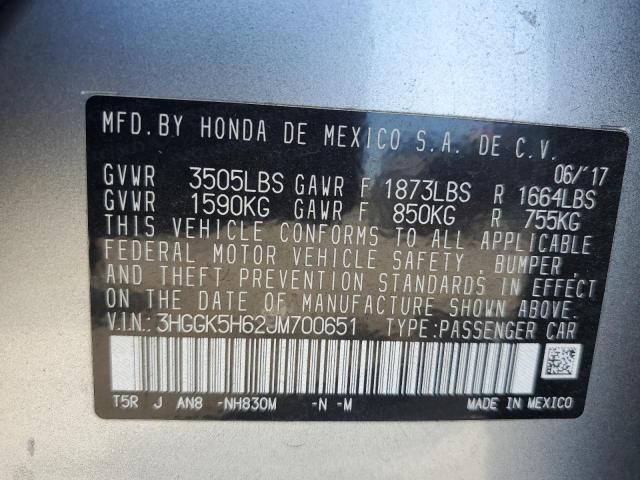 MFD. BY HONDA DE MEXICO S.A. DE C.V.
06/'17
GVWR 3505LBS GAWR F 1873LBS R 1664LBS
GVWR 1590KG GAWR F 850KG R 755KG
THIS VEHICLE CONFORMS TO ALL APPLICABLE
FEDERAL MOTOR VEHICLE SAFETY , BUMPER ,
AND THEFT PREVENTION STANDARDS IN EFFECT
ON THE DATE OF MANUFACTURE SHOWN ABOVE.
V.I.N.: 3HGGK5H62JM700651 TYPE:PASSENGER CAR
T5R J AN8 -NH830M -N -M MADE IN MEXICO